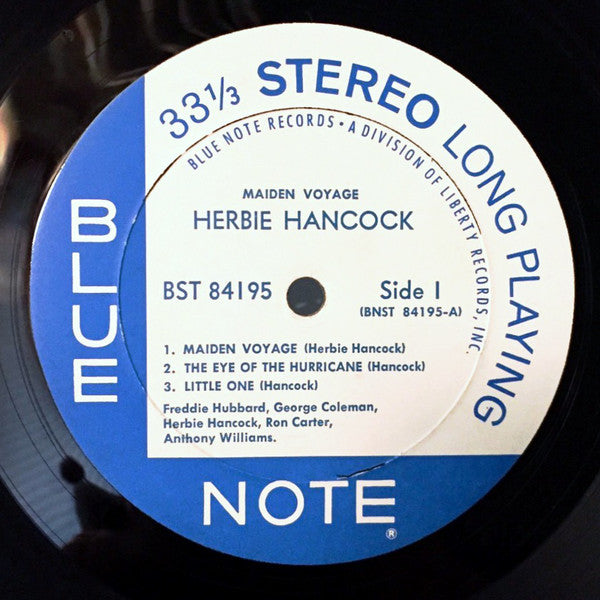 33⅓ STEREO LONG PLAYING
BLUE NOTE RECORDS • A DIVISION OF LIBERTY RECORDS, INC.
MAIDEN VOYAGE
HERBIE HANCOCK
BST 84195
Side 1
(BNST 84195-A)
1. MAIDEN VOYAGE (Herbie Hancock)
2. THE EYE OF THE HURRICANE (Hancock)
3. LITTLE ONE (Hancock)
Freddie Hubbard, George Coleman,
Herbie Hancock, Ron Carter,
Anthony Williams.
BLUE
NOTE®